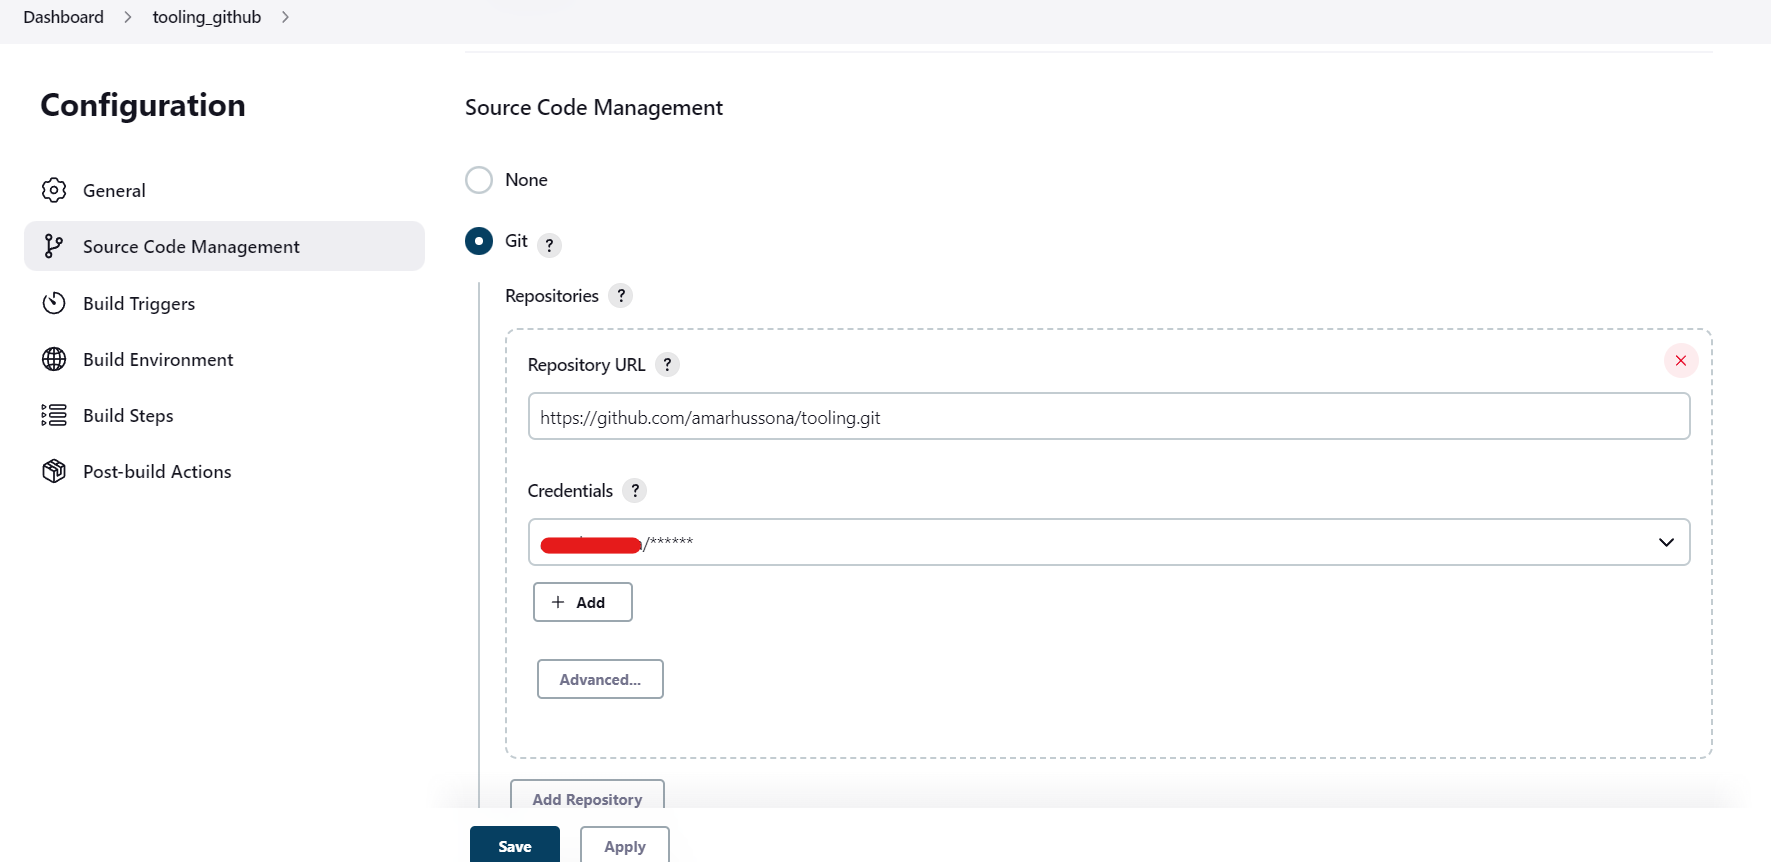 Dashboard > tooling_github >
Configuration
General
Source Code Management
Build Triggers
Build Environment
Build Steps
Post-build Actions
Source Code Management
None
Git ?
Repositories ?
Repository URL ?
https://github.com/amarhussona/tooling.git
Credentials ?
/******
+ Add
Advanced...
Add Repository
Save Apply